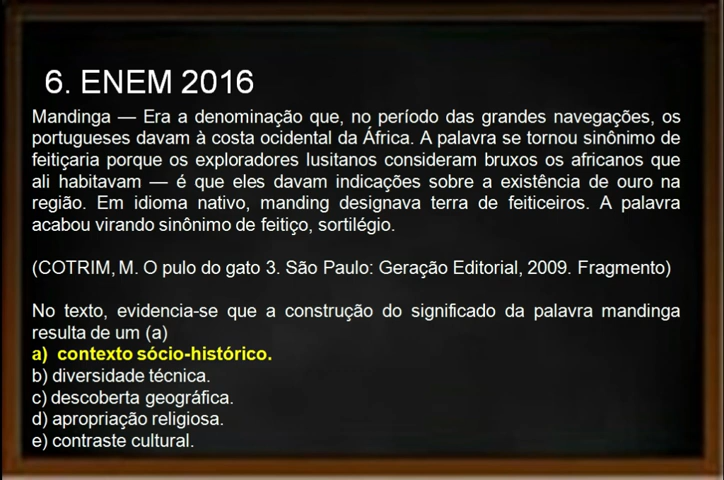 6. ENEM 2016
Mandinga — Era a denominação que, no período das grandes navegações, os
portugueses davam à costa ocidental da África. A palavra se tornou sinônimo de
feitiçaria porque os exploradores lusitanos consideram bruxos os africanos que
ali habitavam — é que eles davam indicações sobre a existência de ouro na
região. Em idioma nativo, manding designava terra de feiticeiros. A palavra
acabou virando sinônimo de feitiço, sortilégio.
(COTRIM, M. O pulo do gato 3. São Paulo: Geração Editorial, 2009. Fragmento)
No texto, evidencia-se que a construção do significado da palavra mandinga
resulta de um (a)
a) contexto sócio-histórico.
b) diversidade técnica.
c) descoberta geográfica.
d) apropriação religiosa.
e) contraste cultural.